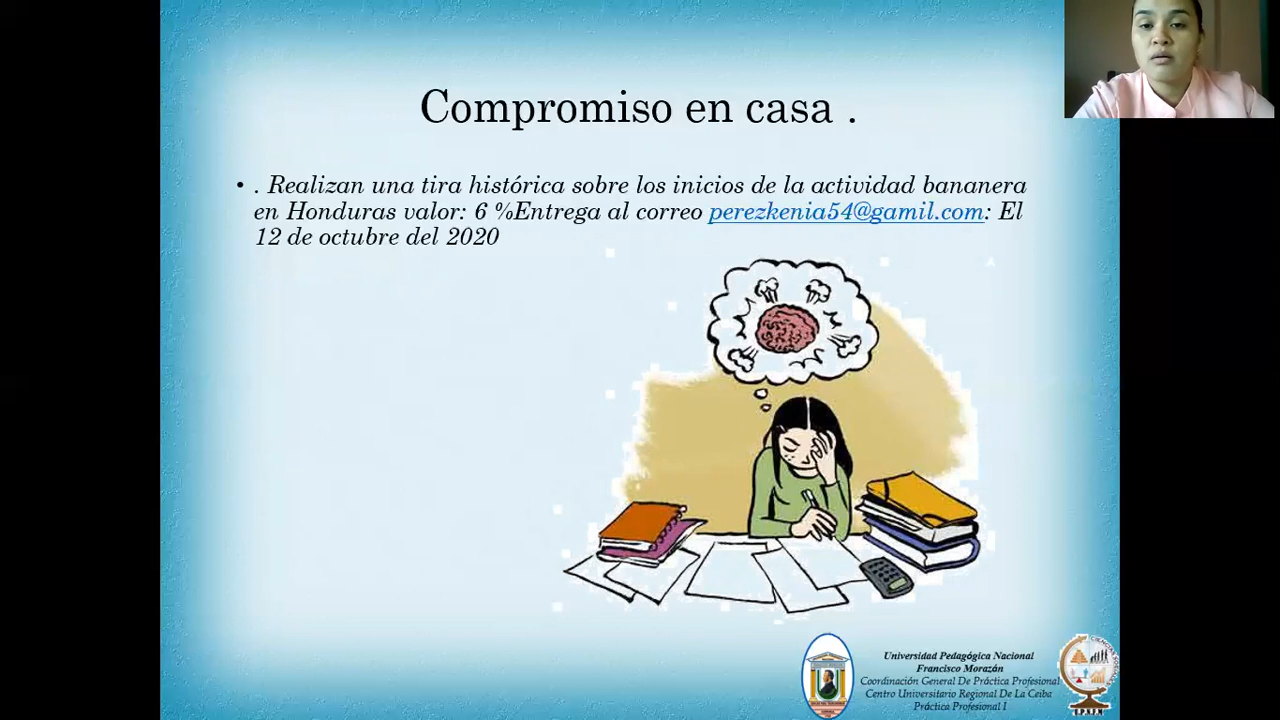 Compromiso en casa .
• . Realizan una tira histórica sobre los inicios de la actividad bananera
en Honduras valor: 6 %Entrega al correo perezkenia54@gamil.com: El
12 de octubre del 2020
Universidad Pedagógica Nacional
Francisco Morazán
Coordinación General De Práctica Profesional
Centro Universitario Regional De La Ceiba
Práctica Profesional I